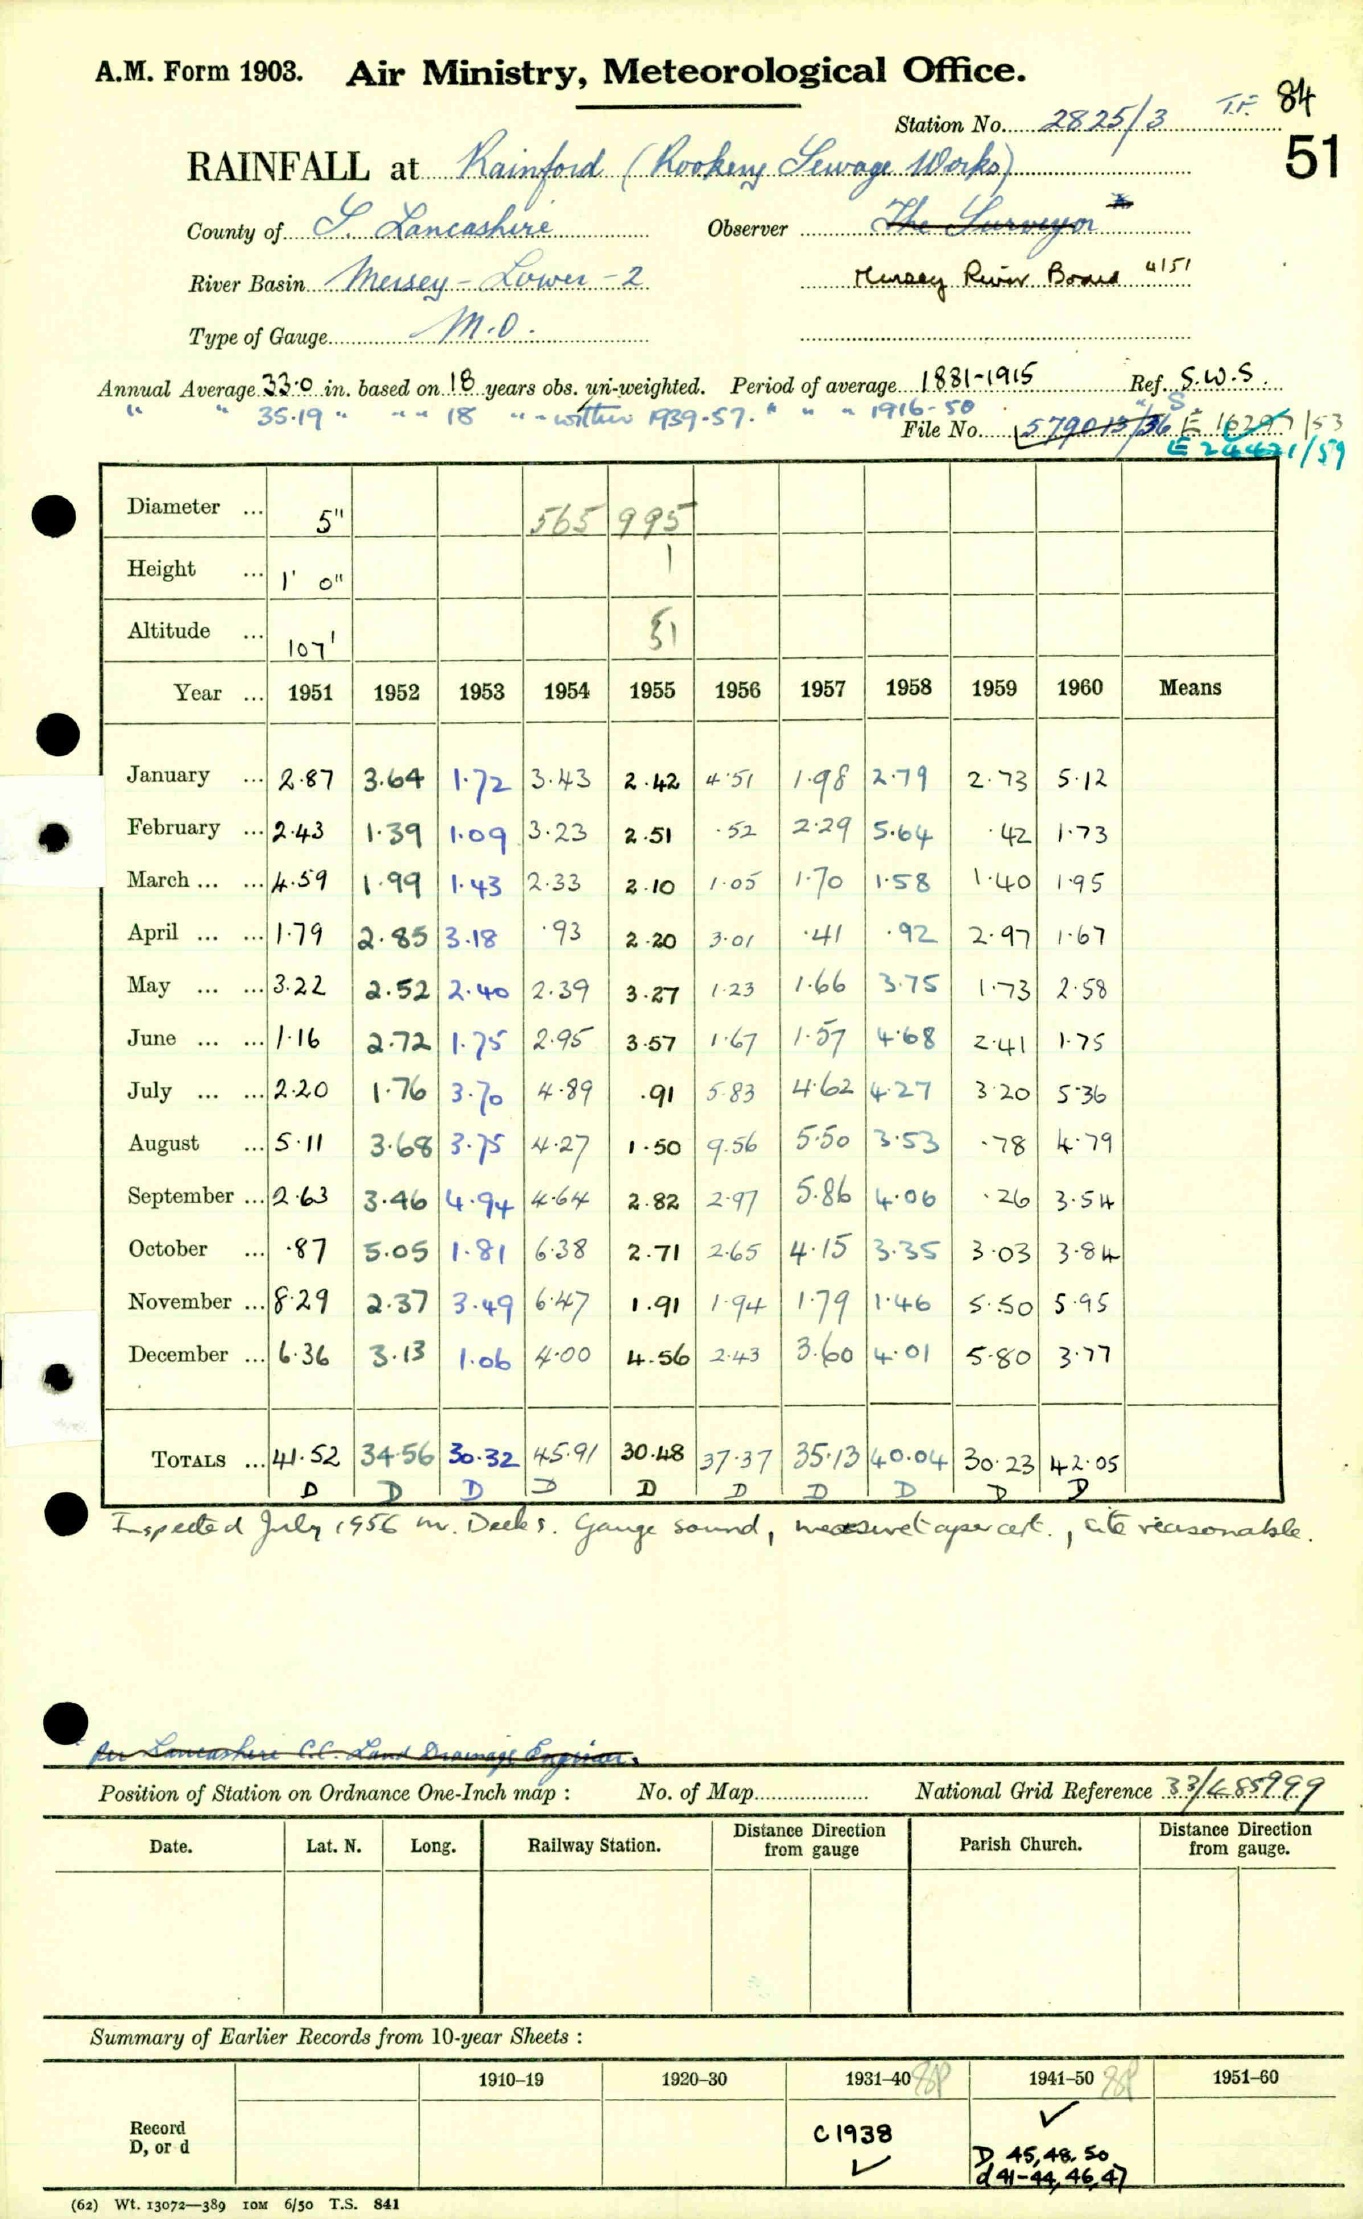 A.M. Form 1903. Air Ministry, Meteorological Office.
T.F. 84
Station No. 2825/3
51
RAINFALL at Rainford (Rookery Sewage Works)
County of S. Lancashire Observer The Surveyor
River Basin Mersey - Lower - 2 Mersey River Board 4/51
Type of Gauge M.O.
Annual Average 33.0 in. based on 18 years obs. un-weighted. Period of average 1881-1915 Ref. S.W.S.
" " 35.19 " " " 18 " " within 1939-57. " " " 1916-50 " S.
File No. 579013/36 E 16297/53
E 24421/59
Diameter ... 5" 565 995
Height ... 1' 0" 1
Altitude ... 107' 51
Year ... 1951 1952 1953 1954 1955 1956 1957 1958 1959 1960 Means
January ... 2.87 3.64 1.72 3.43 2.42 4.51 1.98 2.79 2.73 5.12
February ... 2.43 1.39 1.09 3.23 2.51 .52 2.29 5.64 .42 1.73
March ... ... 4.59 1.99 1.43 2.33 2.10 1.05 1.70 1.58 1.40 1.95
April ... ... 1.79 2.85 3.18 .93 2.20 3.01 .41 .92 2.97 1.67
May ... ... 3.22 2.52 2.40 2.39 3.27 1.23 1.66 3.75 1.73 2.58
June ... ... 1.16 2.72 1.75 2.95 3.57 1.67 1.57 4.68 2.41 1.75
July ... ... 2.20 1.76 3.70 4.89 .91 5.83 4.62 4.27 3.20 5.36
August ... 5.11 3.68 3.75 4.27 1.50 9.56 5.50 3.53 .78 4.79
September ... 2.63 3.46 4.94 4.64 2.82 2.97 5.86 4.06 .26 3.54
October ... .87 5.05 1.81 6.38 2.71 2.65 4.15 3.35 3.03 3.84
November ... 8.29 2.37 3.49 6.47 1.91 1.94 1.79 1.46 5.50 5.95
December ... 6.36 3.13 1.06 4.00 4.56 2.43 3.60 4.01 5.80 3.77
TOTALS ... 41.52 34.56 30.32 45.91 30.48 37.37 35.13 40.04 30.23 42.05
D D D D D D D D D D
Inspected July 1956 Mr. Deeks. Gauge sound, , site reasonable.
Per Lancashire C.C. Land Drainage Engineer.
Position of Station on Ordnance One-Inch map : No. of Map National Grid Reference 33/485999
Date. Lat. N. Long. Railway Station. Distance Direction from gauge Parish Church. Distance Direction from gauge.
Summary of Earlier Records from 10-year Sheets :
1910–19 1920–30 1931–40 1941–50 1951–60
Record D, or d C1938 ✓ ✓ D 45,48.50 d 41-44,46,47
(62) Wt. 13072—389 10M 6/50 T.S. 841